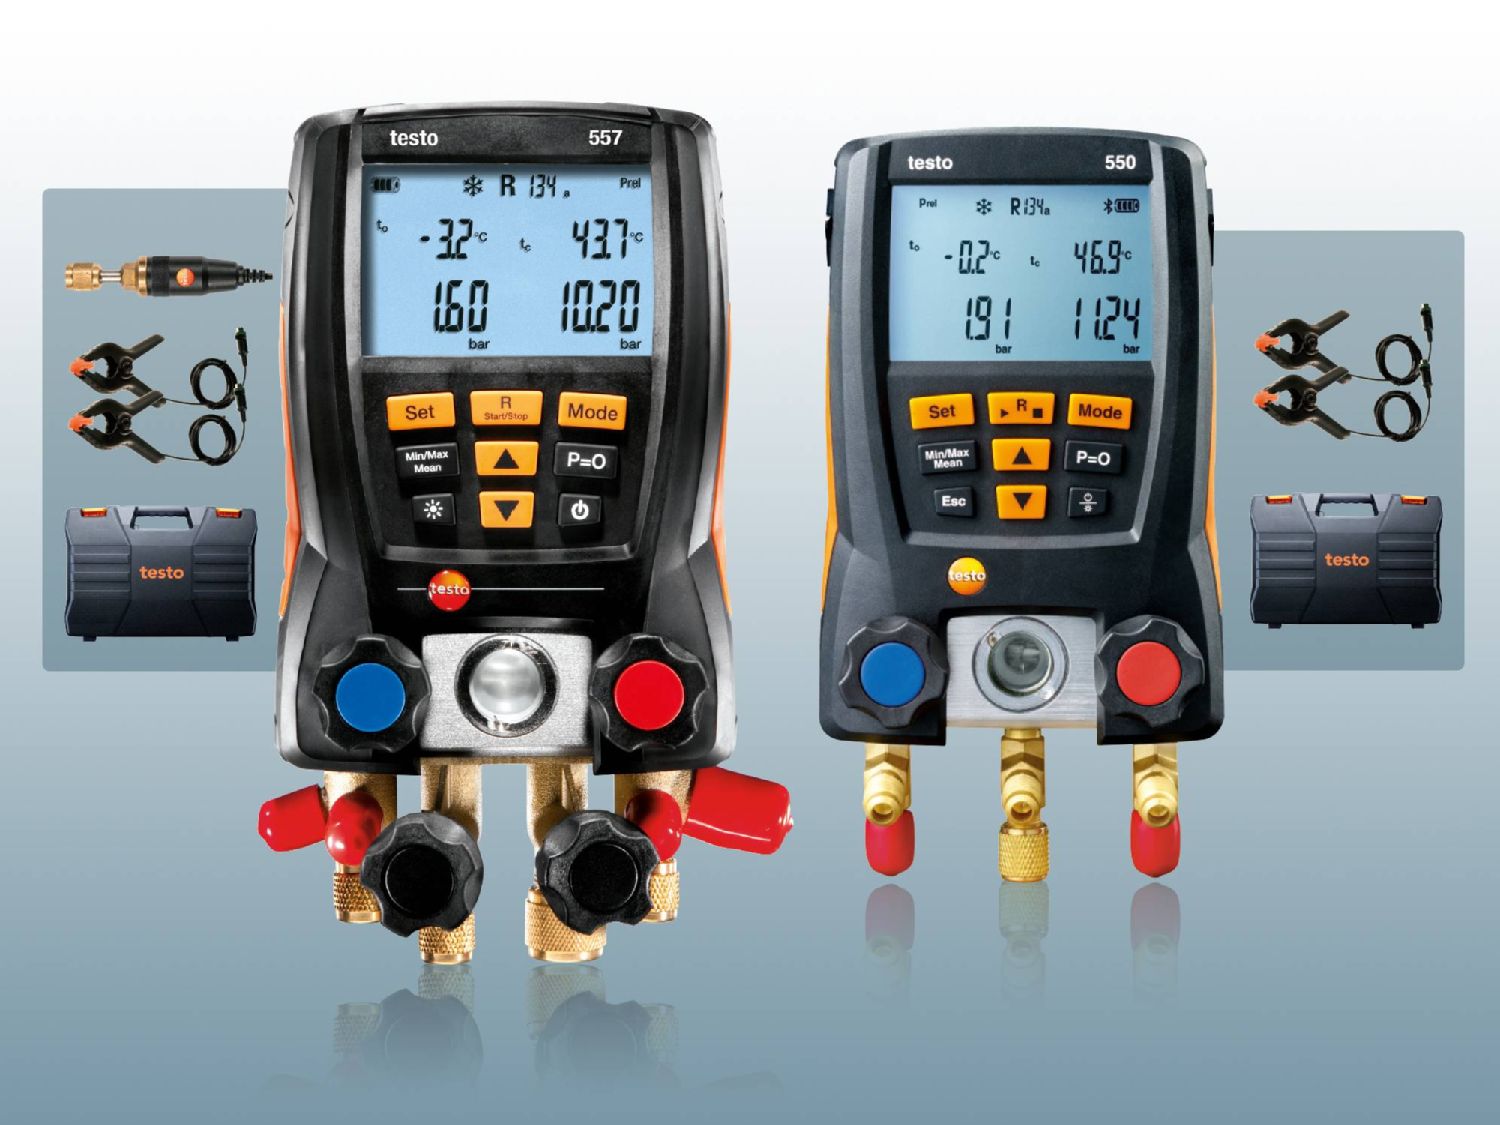 testo 557
R 134a Prel
to -3.2 °C tc 43.7 °C
1.60 10.20
bar bar
Set R Start/Stop Mode
Min/Max Mean P=O
testo
testo
testo 550
Prel R134a
to -0.2 °C tc 46.9 °C
1.91 11.24
bar bar
Set R Mode
Min/Max Mean P=O
Esc
testo
testo